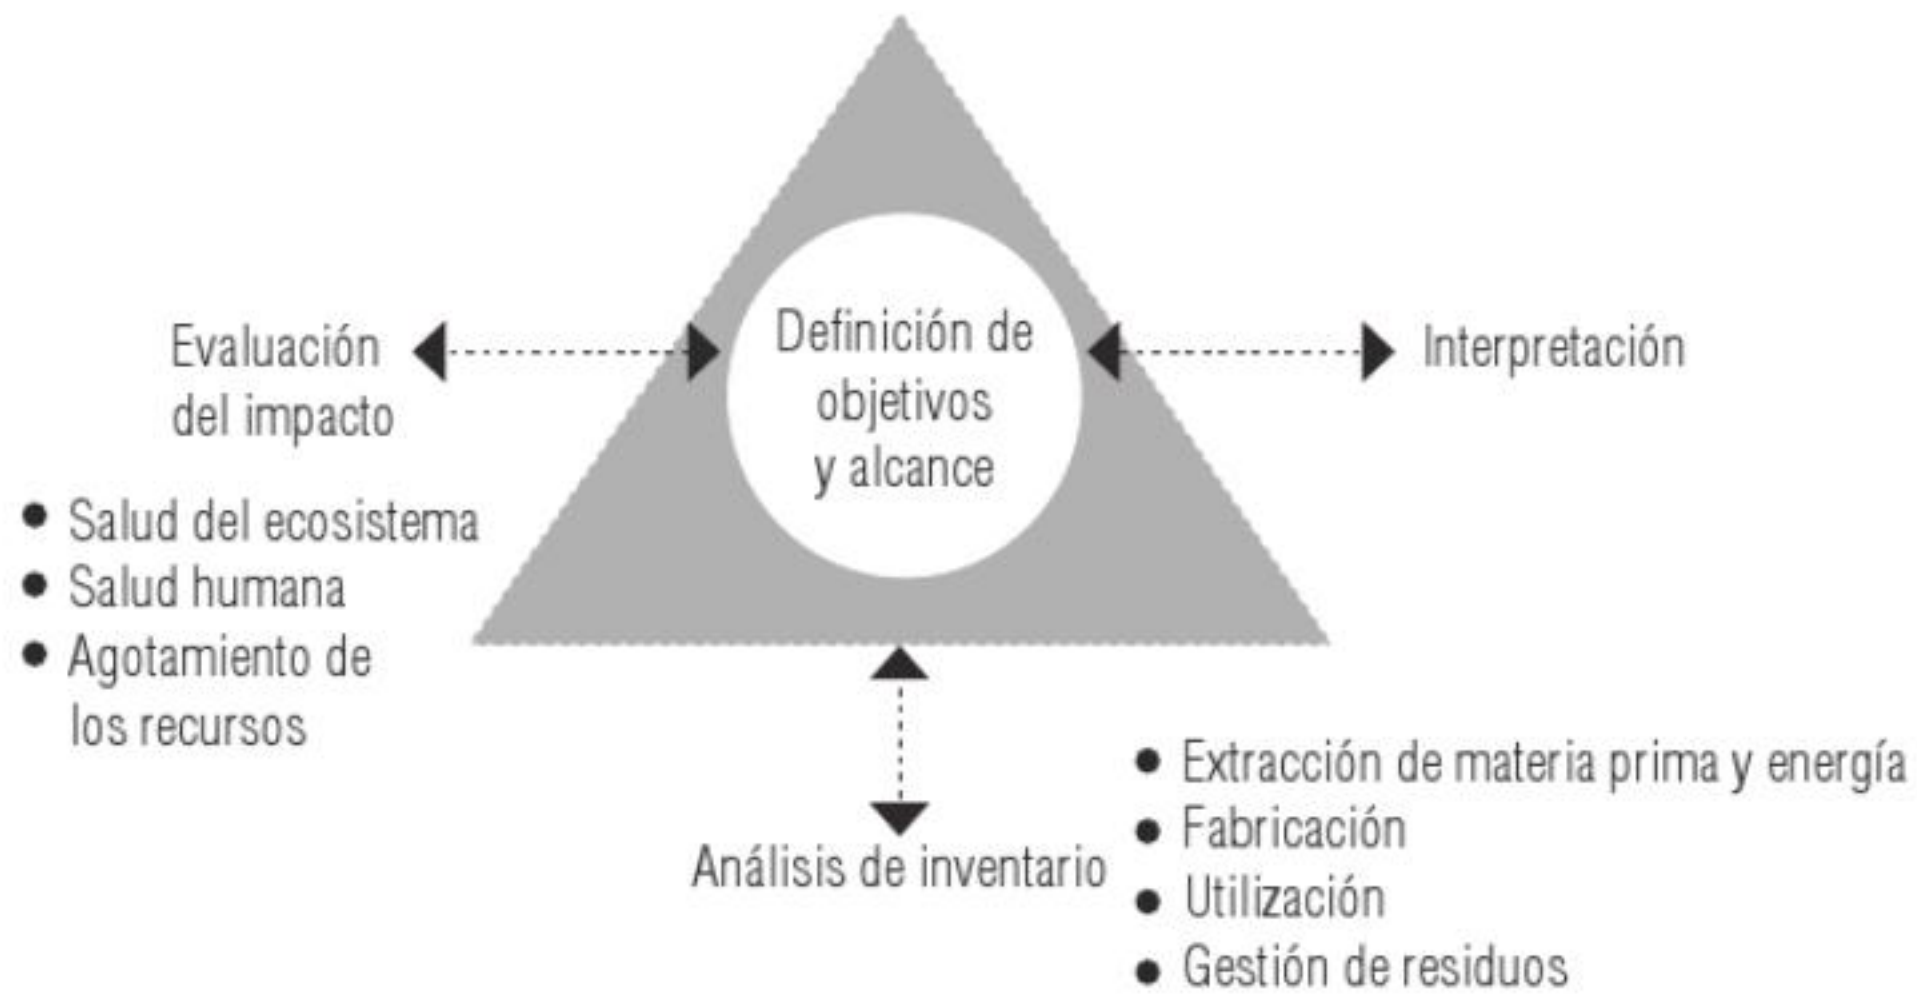 Evaluación
del impacto
● Salud del ecosistema
● Salud humana
● Agotamiento de
los recursos
Definición de
objetivos
y alcance
Interpretación
Análisis de inventario
● Extracción de materia prima y energía
● Fabricación
● Utilización
● Gestión de residuos